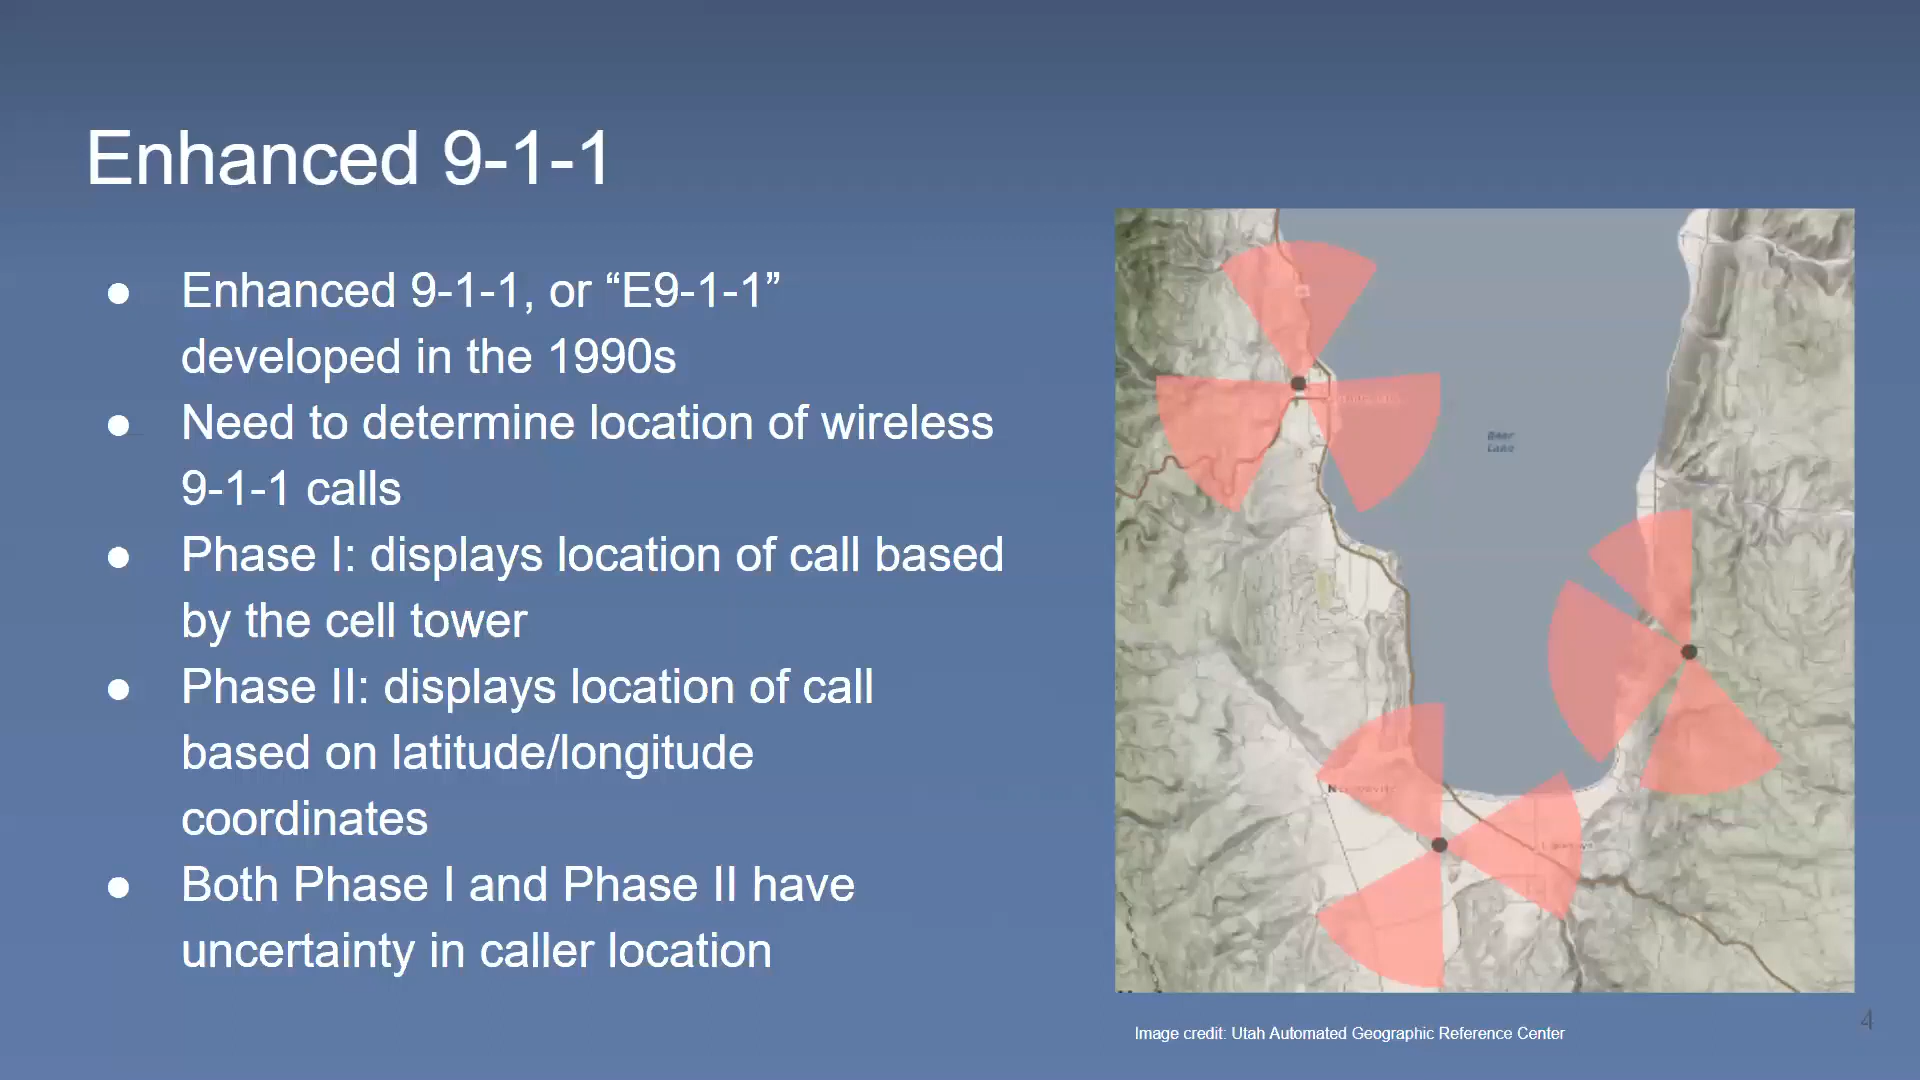 Enhanced 9-1-1
● Enhanced 9-1-1, or “E9-1-1”
developed in the 1990s
● Need to determine location of wireless
9-1-1 calls
● Phase I: displays location of call based
by the cell tower
● Phase II: displays location of call
based on latitude/longitude
coordinates
● Both Phase I and Phase II have
uncertainty in caller location
Bear
Lake
Image credit: Utah Automated Geographic Reference Center
4